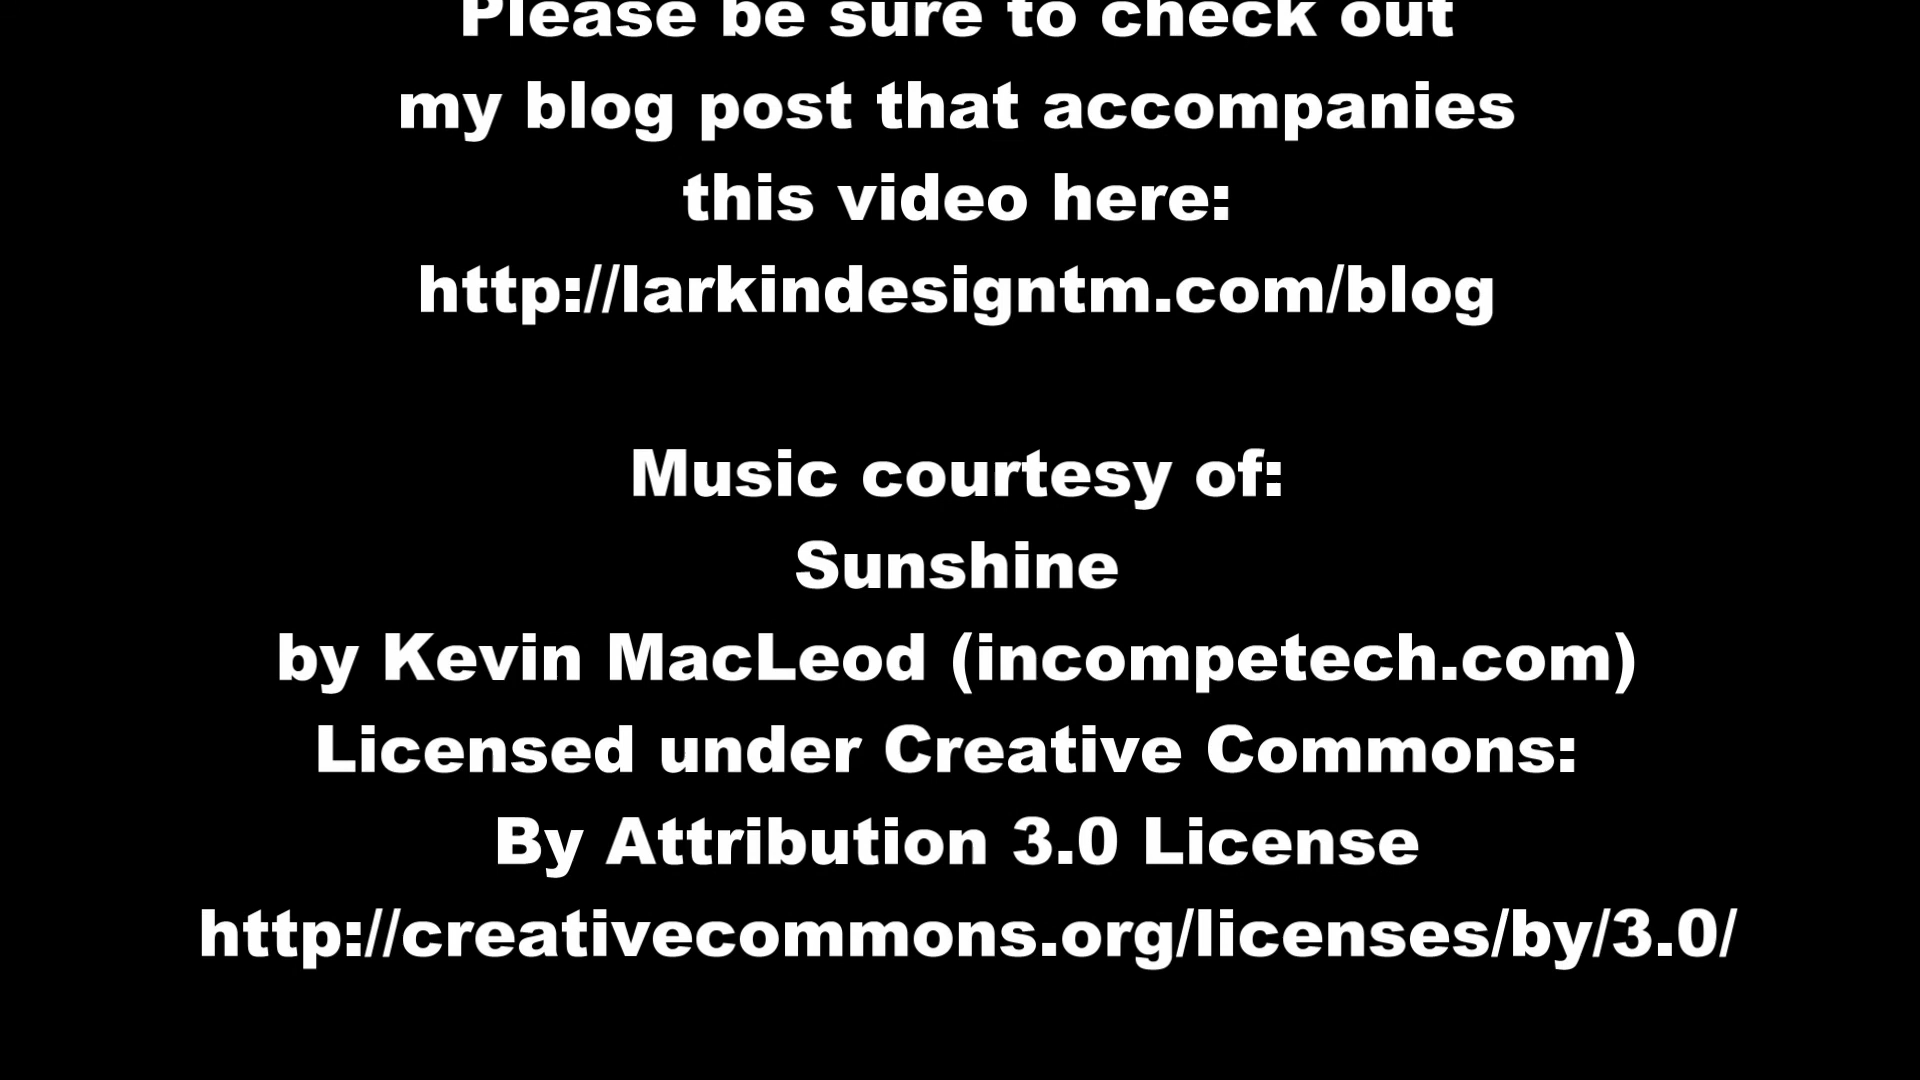 Please be sure to check out
my blog post that accompanies
this video here:
http://larkindesigntm.com/blog
Music courtesy of:
Sunshine
by Kevin MacLeod (incompetech.com)
Licensed under Creative Commons:
By Attribution 3.0 License
http://creativecommons.org/licenses/by/3.0/